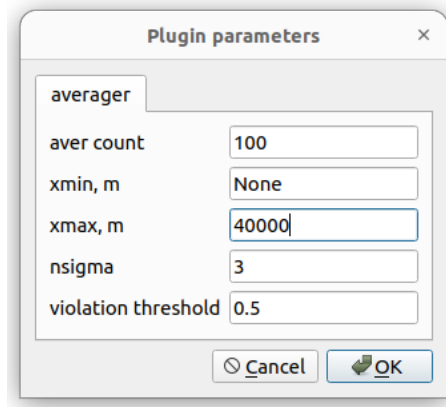 Plugin parameters ×
averager
aver count 100
xmin, m None
xmax, m 40000
nsigma 3
violation threshold 0.5
Cancel OK